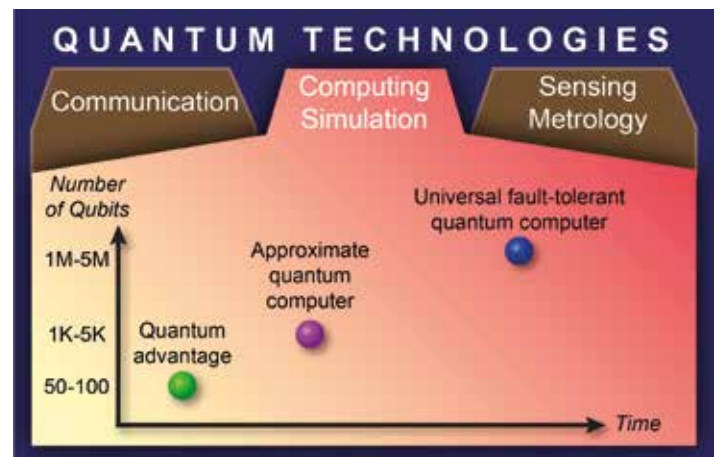 QUANTUM TECHNOLOGIES
Communication
Computing
Simulation
Sensing
Metrology
Number
of Qubits
1M-5M
1K-5K
50-100
Quantum
advantage
Approximate
quantum
computer
Universal fault-tolerant
quantum computer
Time